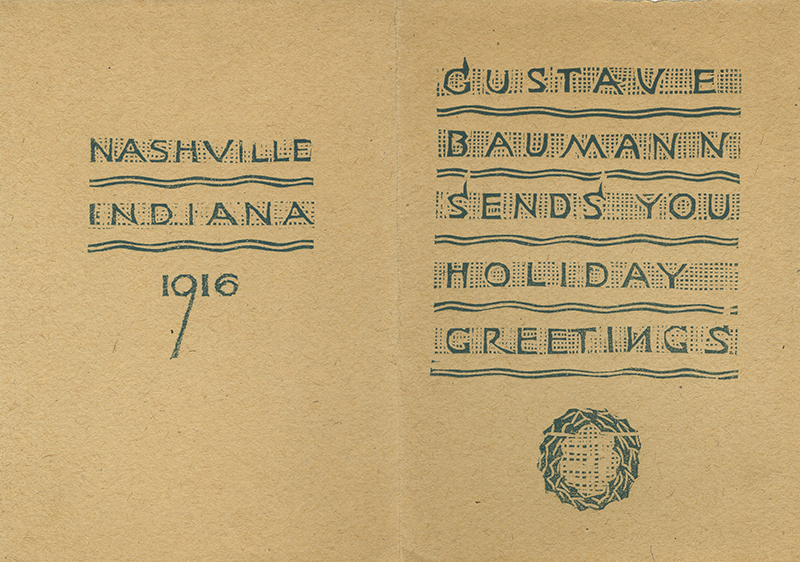 NASHVILLE
INDIANA
1916
GUSTAVE
BAUMANN
SENDS YOU
HOLIDAY
GREETINGS